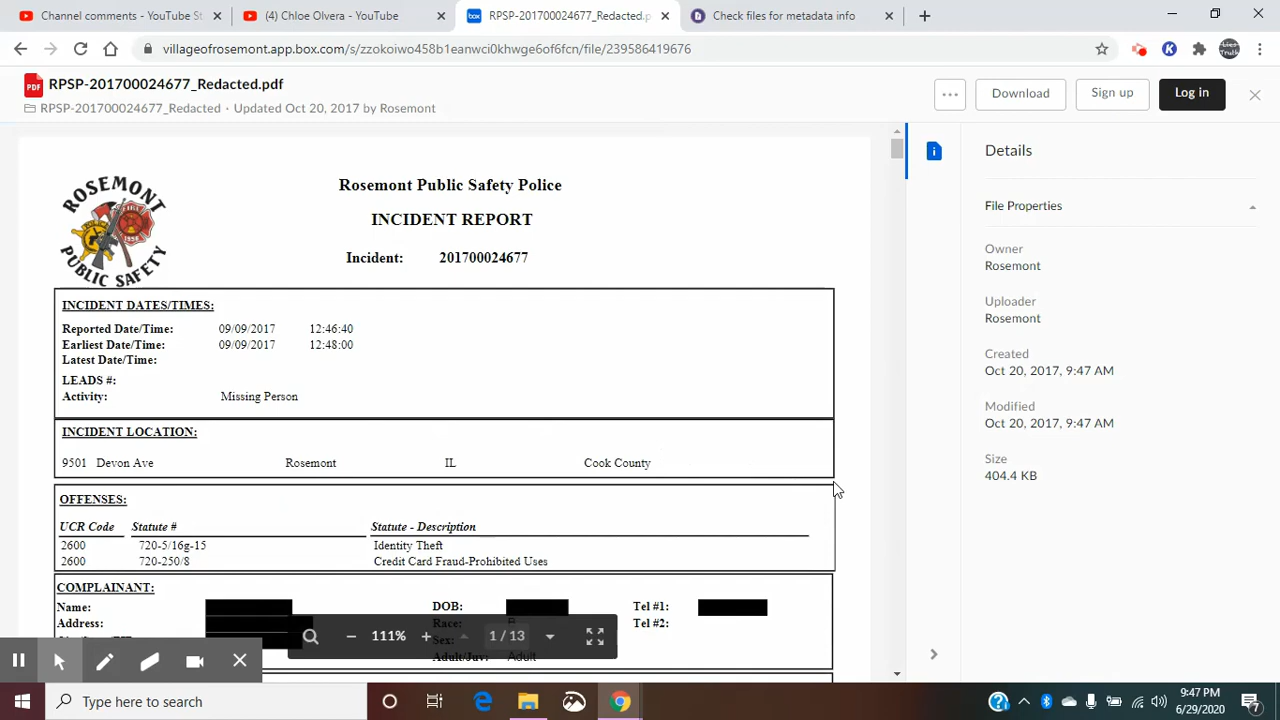 Channel comments - YouTube S
(4) Chloe Olvera - YouTube
RPSP-201700024677_Redacted.p
Check files for metadata info
villageofrosemont.app.box.com/s/zzokoiwo458b1eanwci0khwge6of6fcn/file/239586419676
PDF RPSP-201700024677_Redacted.pdf
RPSP-201700024677_Redacted · Updated Oct 20, 2017 by Rosemont
Download
Sign up
Log in
ROSEMONT
PUBLIC SAFETY
Rosemont Public Safety Police
INCIDENT REPORT
Incident: 201700024677
INCIDENT DATES/TIMES:
Reported Date/Time: 09/09/2017 12:46:40
Earliest Date/Time: 09/09/2017 12:48:00
Latest Date/Time:
LEADS #:
Activity: Missing Person
INCIDENT LOCATION:
9501 Devon Ave Rosemont IL Cook County
OFFENSES:
UCR Code Statute # Statute - Description
2600 720-5/16g-15 Identity Theft
2600 720-250/8 Credit Card Fraud-Prohibited Uses
COMPLAINANT:
Name: DOB: Tel #1:
Address: Race: B Tel #2:
Sex:
Adult/Juv: Adult
111%
1 / 13
Details
File Properties
Owner
Rosemont
Uploader
Rosemont
Created
Oct 20, 2017, 9:47 AM
Modified
Oct 20, 2017, 9:47 AM
Size
404.4 KB
Type here to search
9:47 PM
6/29/2020
7